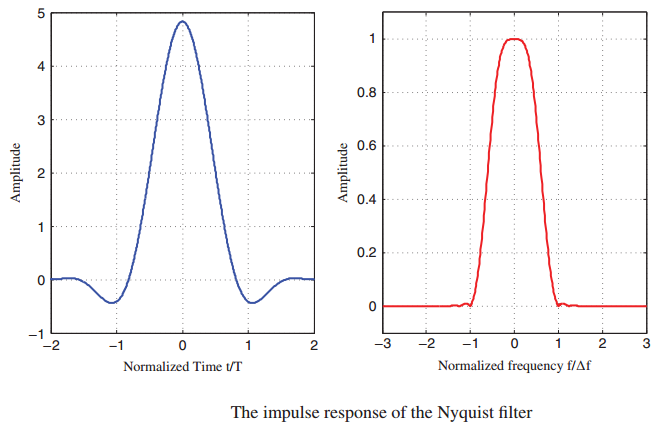 5
4
3
2
1
0
−1
Amplitude
−2 −1 0 1 2
Normalized Time t/T
1
0.8
0.6
0.4
0.2
0
Amplitude
−3 −2 −1 0 1 2 3
Normalized frequency f/Δf
The impulse response of the Nyquist filter